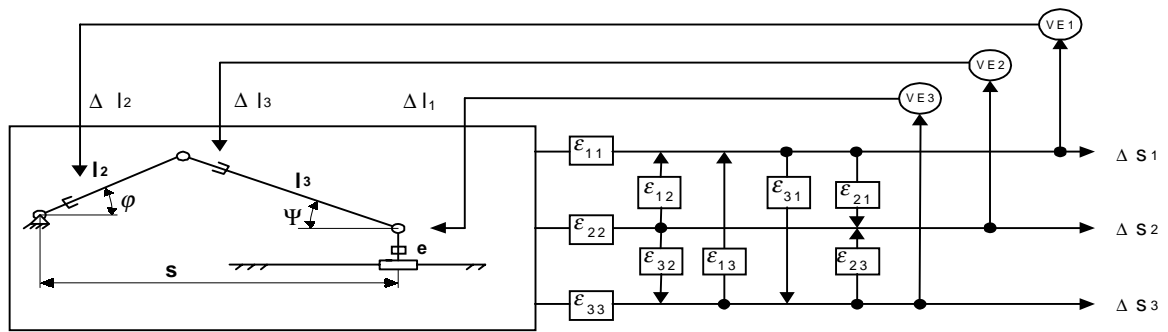 VE1
VE2
VE3
Δ l2
Δ l3
Δ l1
ε11
Δ S1
l2
l3
φ
Ψ
e
s
ε12
ε31
ε21
ε22
Δ S2
ε32
ε13
ε23
ε33
Δ S3